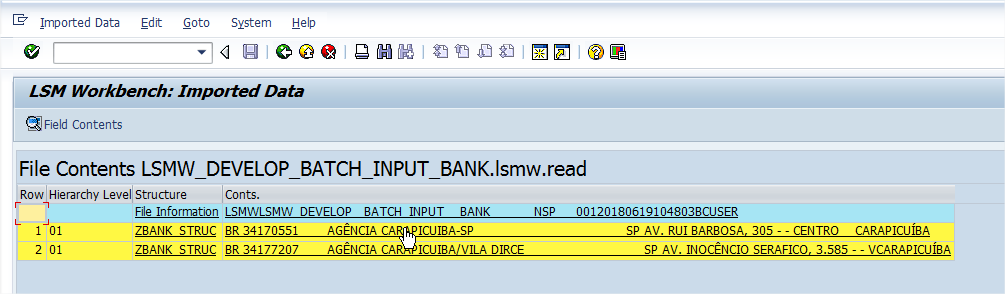 Imported Data Edit Goto System Help
LSM Workbench: Imported Data
Field Contents
File Contents LSMW_DEVELOP_BATCH_INPUT_BANK.lsmw.read
Row Hierarchy Level Structure Conts.
File Information LSMWLSMW_DEVELOP BATCH_INPUT BANK NSP 00120180619104803BCUSER
1 01 ZBANK_STRUC BR 34170551 AGÊNCIA CARAPICUIBA-SP SP AV. RUI BARBOSA, 305 - - CENTRO CARAPICUÍBA
2 01 ZBANK_STRUC BR 34177207 AGÊNCIA CARAPICUIBA/VILA DIRCE SP AV. INOCÊNCIO SERAFICO, 3.585 - - VCARAPICUÍBA